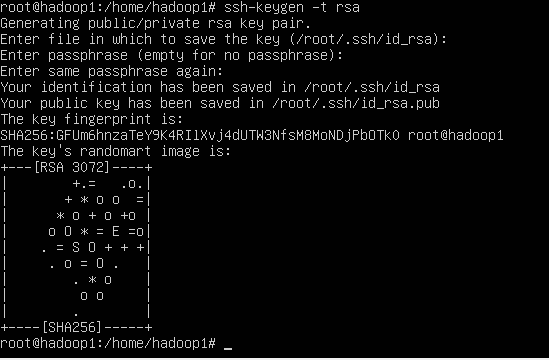 root@hadoop1:/home/hadoop1# ssh-keygen -t rsa
Generating public/private rsa key pair.
Enter file in which to save the key (/root/.ssh/id_rsa):
Enter passphrase (empty for no passphrase):
Enter same passphrase again:
Your identification has been saved in /root/.ssh/id_rsa
Your public key has been saved in /root/.ssh/id_rsa.pub
The key fingerprint is:
SHA256:GFUm6hnzaTeY9K4RIlXvj4dUTW3NfsM8MoNDjPbOTk0 root@hadoop1
The key's randomart image is:
+---[RSA 3072]----+
|        +.=   .o.|
|       + * o o  =|
|      * o + o +o |
|     o O * = E =o|
|    . = S O + + +|
|     . o = O .   |
|        . * o    |
|         o o     |
|        .        |
+----[SHA256]-----+
root@hadoop1:/home/hadoop1# _